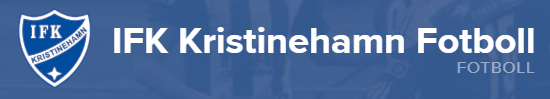 IFK
KRISTINEHAMN
IFK Kristinehamn Fotboll
FOTBOLL